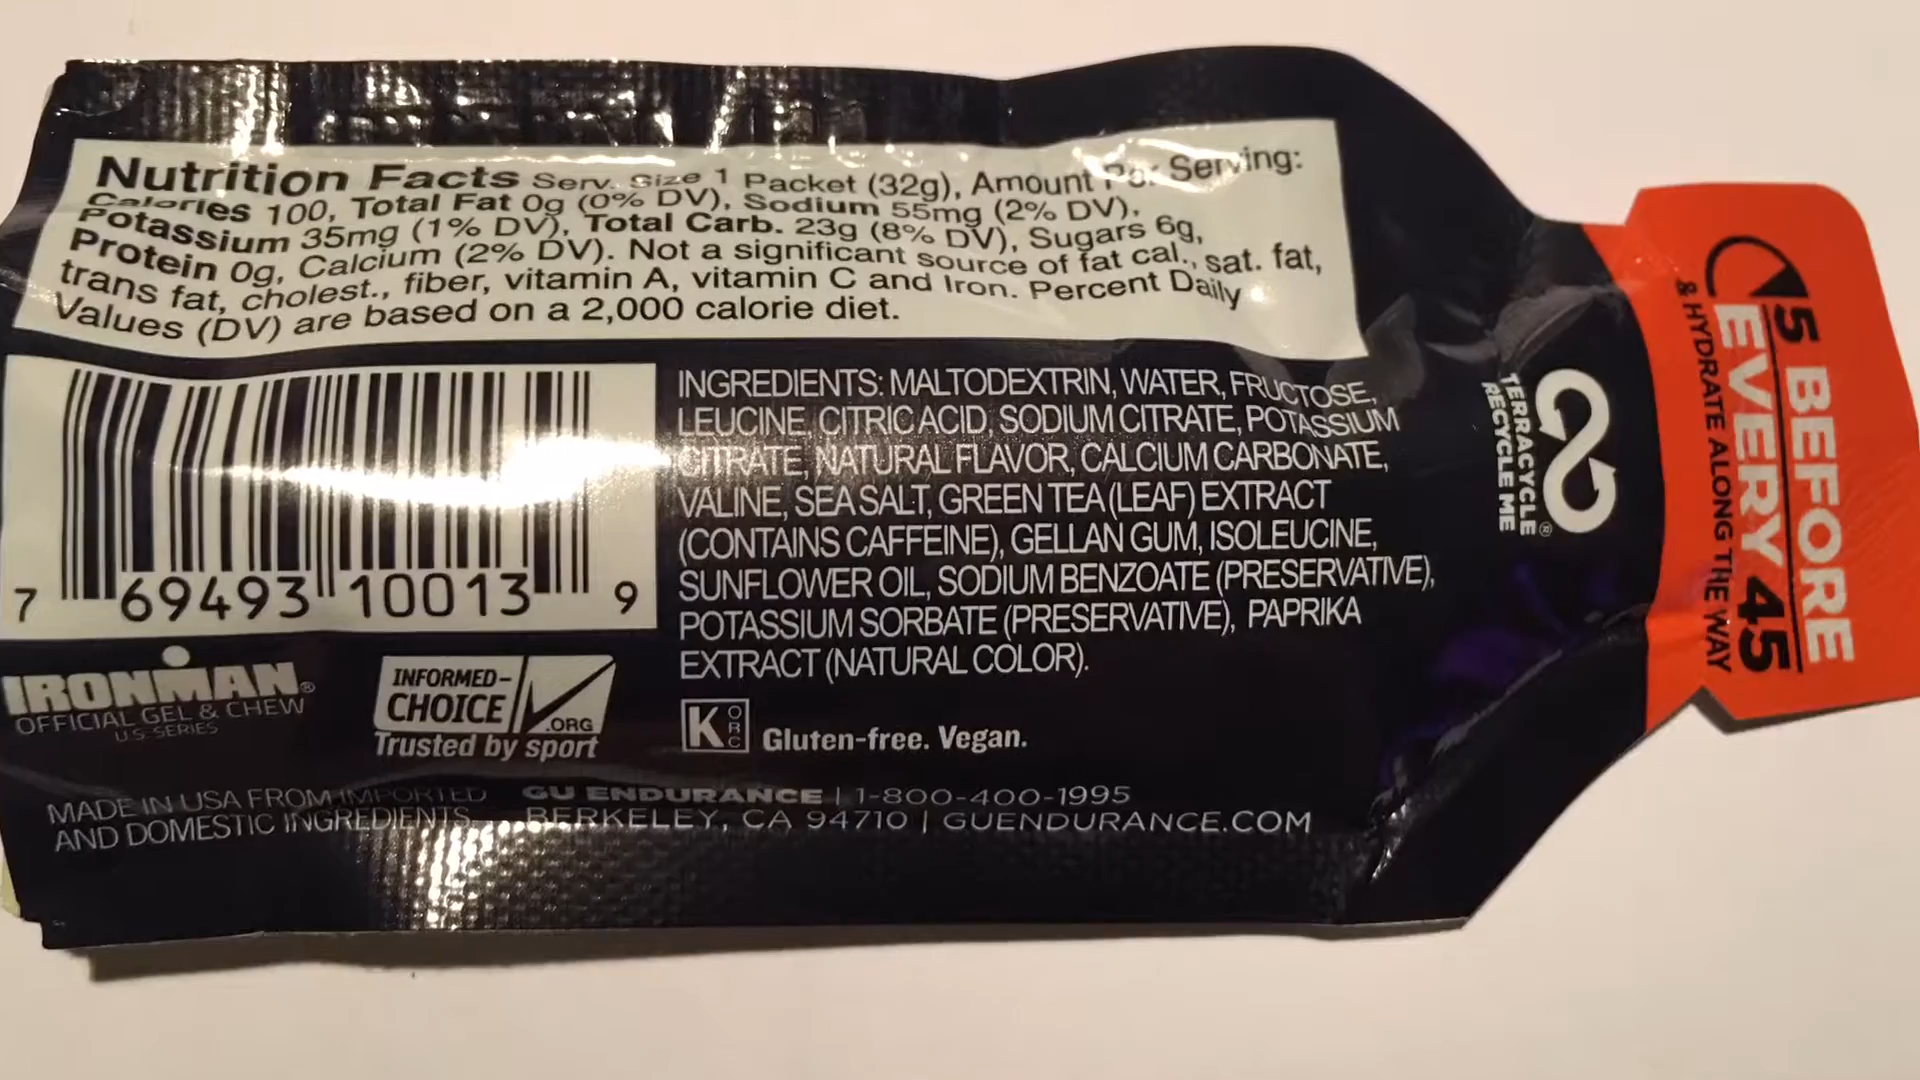 Nutrition Facts Serv. Size 1 Packet (32g), Amount Per Serving:
Calories 100, Total Fat 0g (0% DV), Sodium 55mg (2% DV),
Potassium 35mg (1% DV), Total Carb. 23g (8% DV), Sugars 6g,
Protein 0g, Calcium (2% DV). Not a significant source of fat cal., sat. fat,
trans fat, cholest., fiber, vitamin A, vitamin C and Iron. Percent Daily
Values (DV) are based on a 2,000 calorie diet.
7 69493 10013 9
INGREDIENTS: MALTODEXTRIN, WATER, FRUCTOSE,
LEUCINE, CITRIC ACID, SODIUM CITRATE, POTASSIUM
CITRATE, NATURAL FLAVOR, CALCIUM CARBONATE,
VALINE, SEA SALT, GREEN TEA (LEAF) EXTRACT
(CONTAINS CAFFEINE), GELLAN GUM, ISOLEUCINE,
SUNFLOWER OIL, SODIUM BENZOATE (PRESERVATIVE),
POTASSIUM SORBATE (PRESERVATIVE), PAPRIKA
EXTRACT (NATURAL COLOR).
K ORC Gluten-free. Vegan.
IRONMAN®
OFFICIAL GEL & CHEW
U.S. SERIES
INFORMED-
CHOICE
.ORG
Trusted by sport
MADE IN USA FROM IMPORTED
AND DOMESTIC INGREDIENTS
GU ENDURANCE | 1-800-400-1995
BERKELEY, CA 94710 | GUENDURANCE.COM
TERRACYCLE®
RECYCLE ME
5 BEFORE
EVERY 45
& HYDRATE ALONG THE WAY